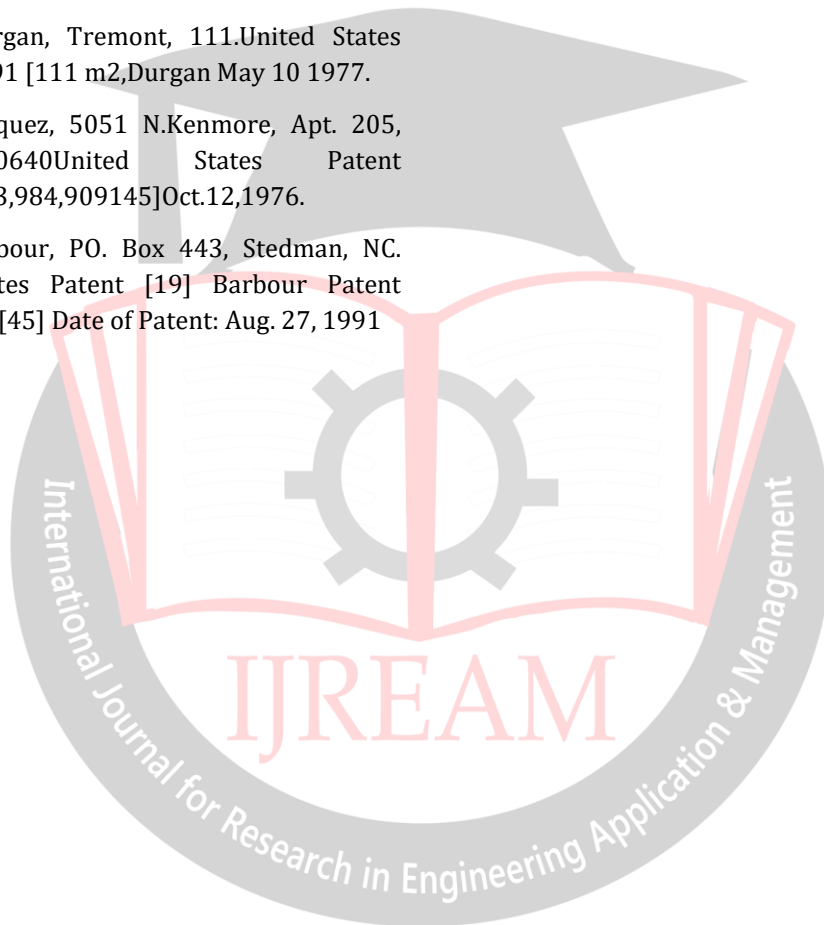 rgan, Tremont, 111.United States
91 [111 m2,Durgan May 10 1977.
quez, 5051 N.Kenmore, Apt. 205,
0640United States Patent
3,984,909145]Oct.12,1976.
bour, PO. Box 443, Stedman, NC.
tes Patent [19] Barbour Patent
[45] Date of Patent: Aug. 27, 1991
IJREAM
International Journal for Research in Engineering Application & Management